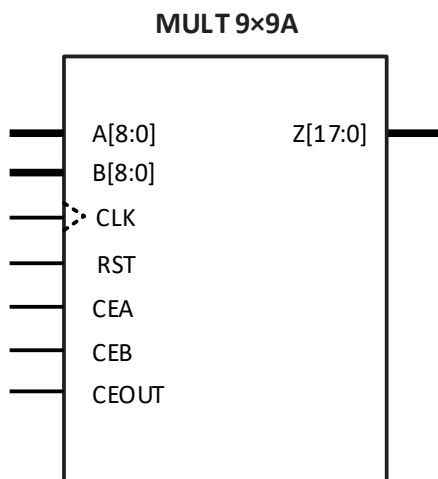 MULT 9×9A
A[8:0] Z[17:0]
B[8:0]
CLK
RST
CEA
CEB
CEOUT